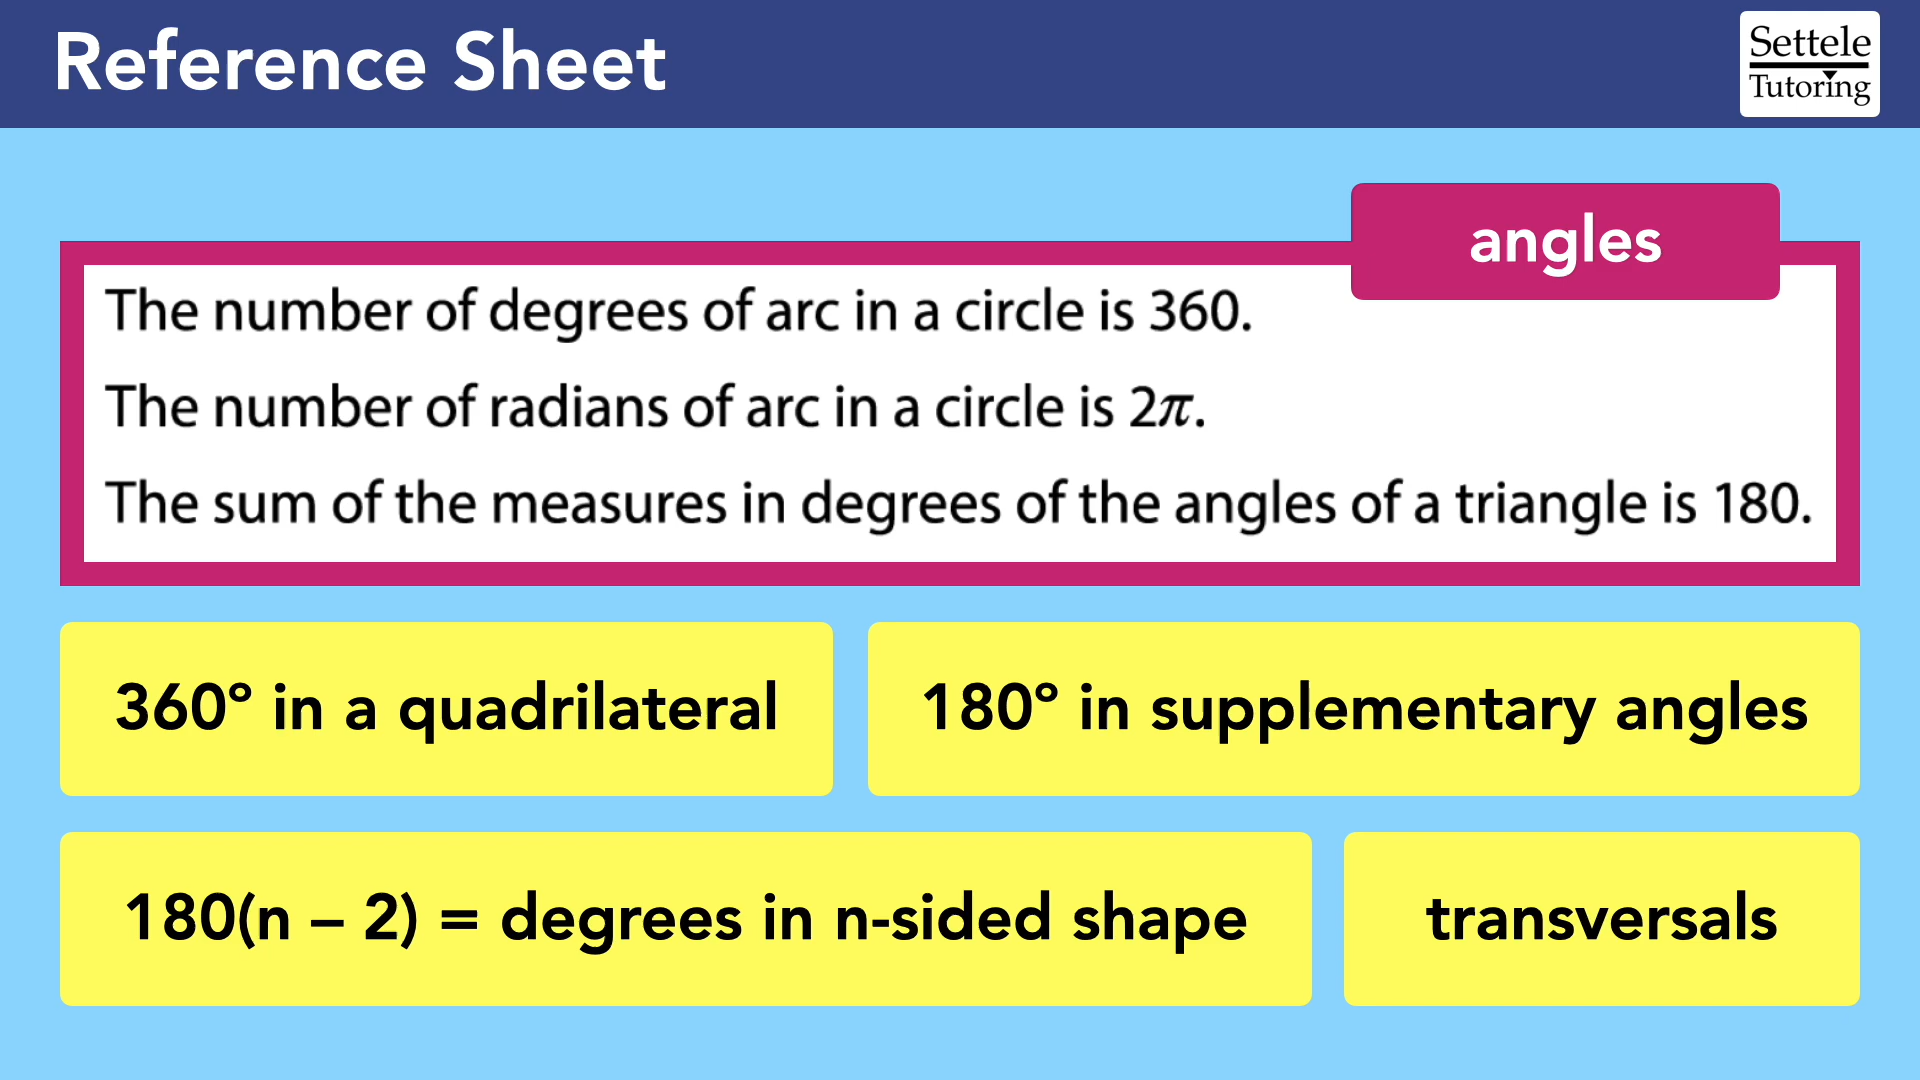 Reference Sheet
Settele
Tutoring
angles
The number of degrees of arc in a circle is 360.
The number of radians of arc in a circle is 2π.
The sum of the measures in degrees of the angles of a triangle is 180.
360º in a quadrilateral
180º in supplementary angles
180(n – 2) = degrees in n-sided shape
transversals